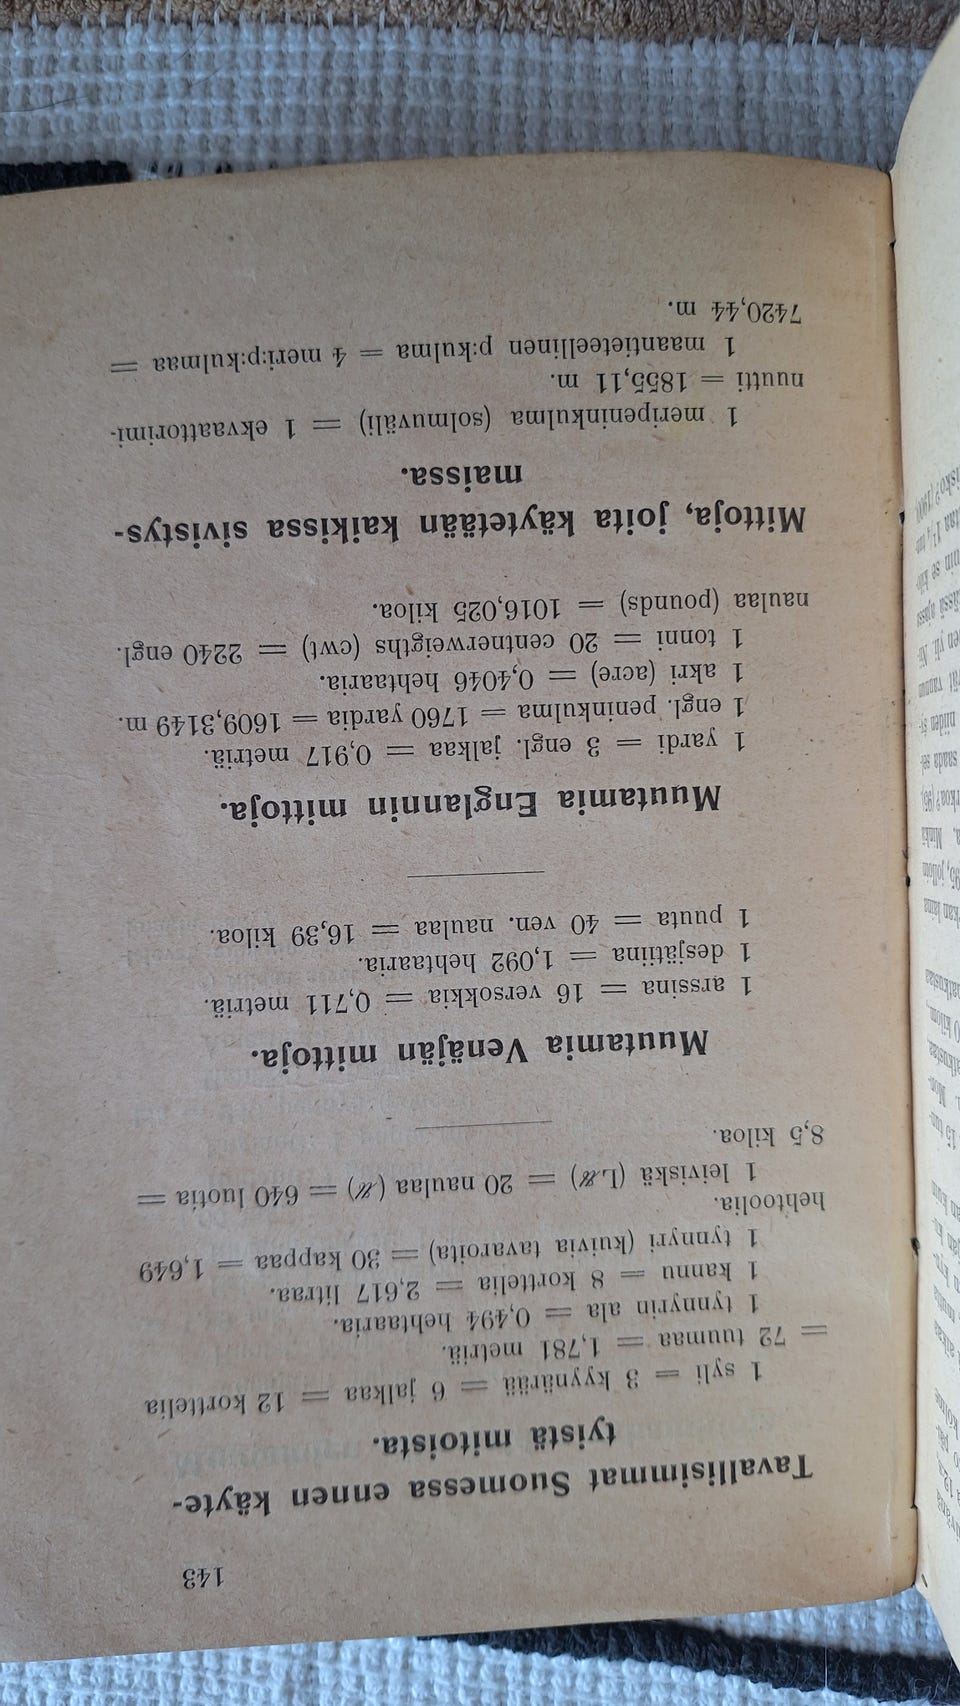 143
Tavallisimmat Suomessa ennen käyte-
tyistä mitoista.
1 syli = 3 kyynärää = 6 jalkaa = 12 korttelia
= 72 tuumaa = 1,781 metriä.
1 tynnyrin ala = 0,494 hehtaaria.
1 kannu = 8 korttelia = 2,617 litraa.
1 tynnyri (kuivia tavaroita) = 30 kappaa = 1,649
hehtoolia.
1 leiviskä (L℔) = 20 naulaa (℔) = 640 luotia =
8,5 kiloa.
Muutamia Venäjän mittoja.
1 arssina = 16 versokkia = 0,711 metriä.
1 desjätiina = 1,092 hehtaaria.
1 puuta = 40 ven. naulaa = 16,39 kiloa.
Muutamia Englannin mittoja.
1 yardi = 3 engl. jalkaa = 0,917 metriä.
1 engl. peninkulma = 1760 yardia = 1609,3149 m.
1 akri (acre) = 0,4046 hehtaaria.
1 tonni = 20 centnerweigths (cwt) = 2240 engl.
naulaa (pounds) = 1016,025 kiloa.
Mittoja, joita käytetään kaikissa sivistys-
maissa.
1 meripeninkulma (solmuväli) = 1 ekvaattorimi-
nuutti = 1855,11 m.
1 maantieteellinen p:kulma = 4 meri:p:kulmaa =
7420,44 m.